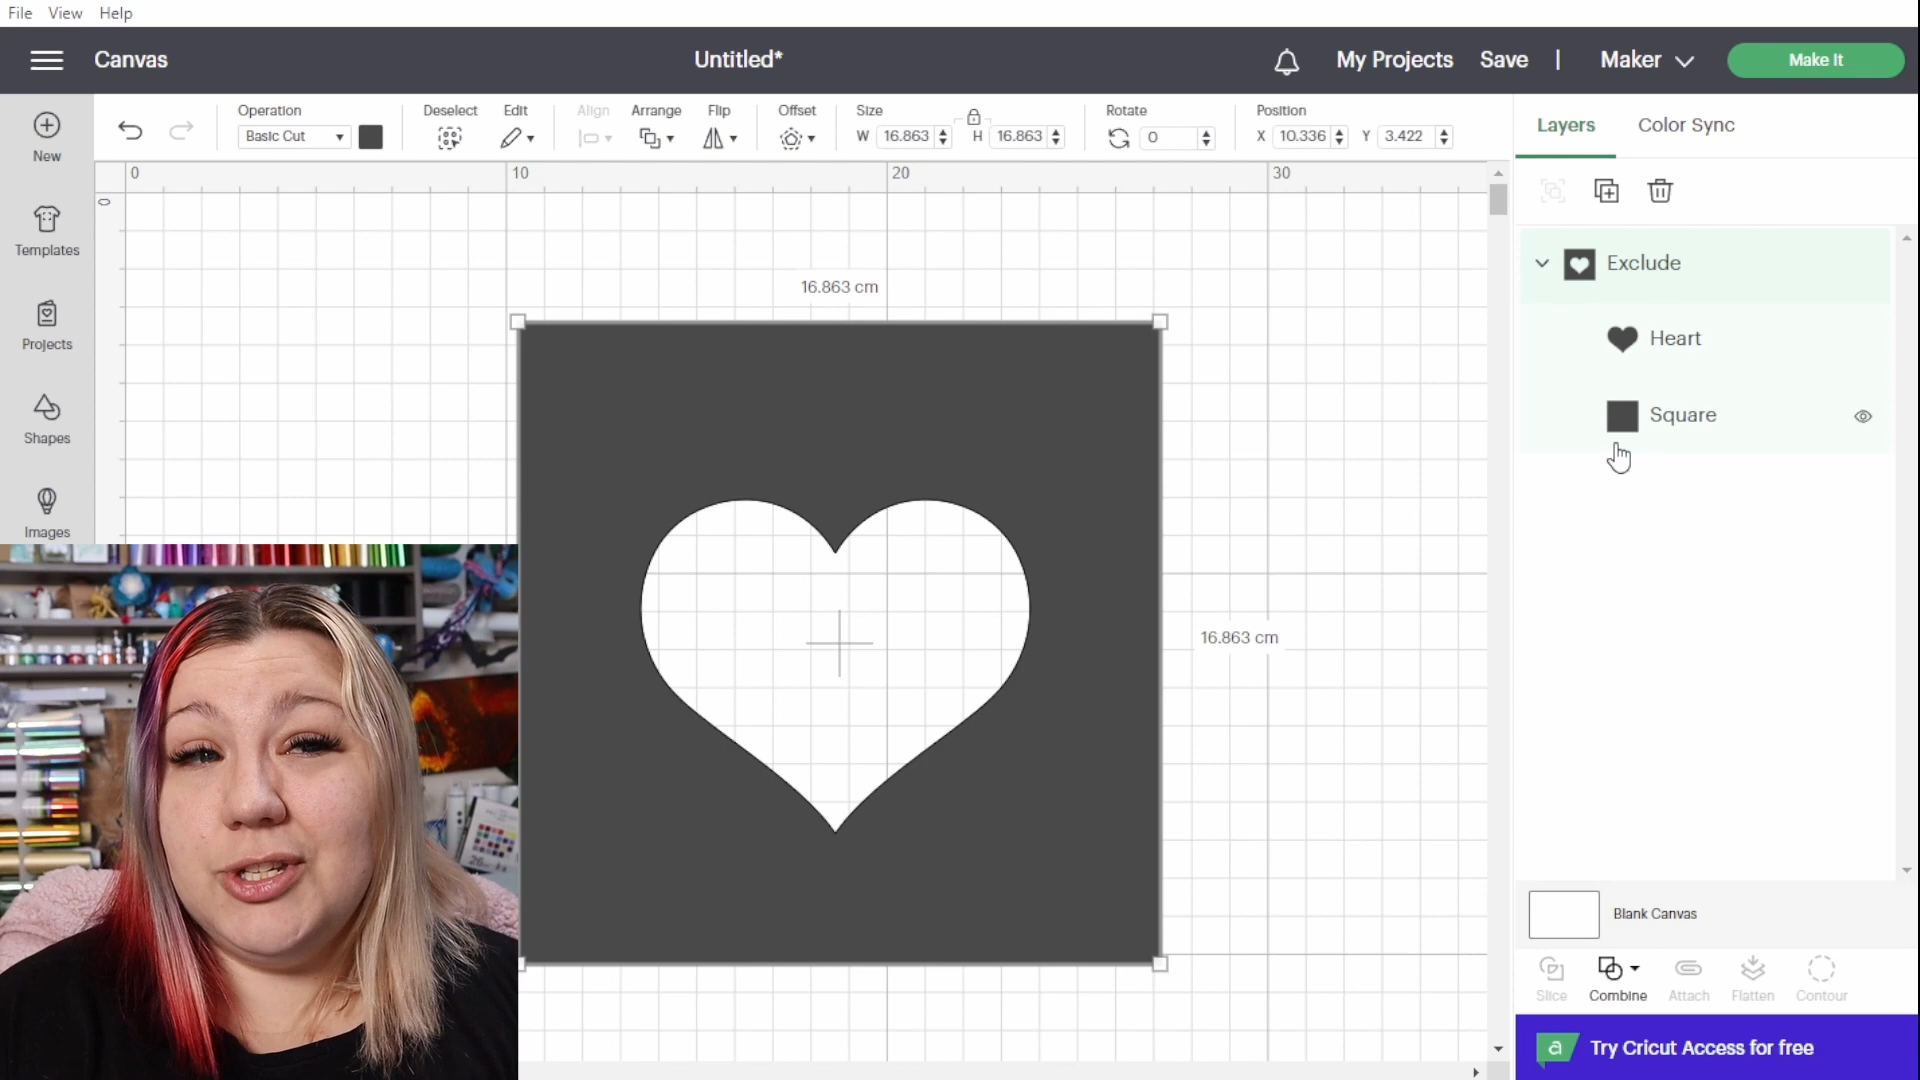 File View Help
Canvas
Untitled*
My Projects Save | Maker
Make It
New
Templates
Projects
Shapes
Images
Operation
Basic Cut
Deselect
Edit
Align
Arrange
Flip
Offset
Size
W 16.863
H 16.863
Rotate
0
Position
X 10.336
Y 3.422
0
10
20
30
0
16.863 cm
16.863 cm
Layers
Color Sync
Exclude
Heart
Square
Blank Canvas
Slice
Combine
Attach
Flatten
Contour
a
Try Cricut Access for free